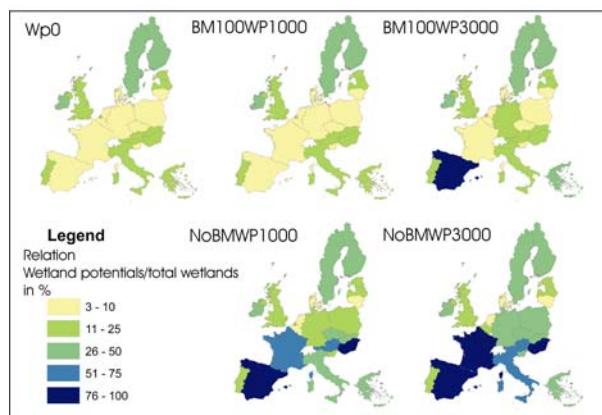 Wp0
BM100WP1000
BM100WP3000
Legend
Relation
Wetland potentials/total wetlands
in %
3 - 10
11 - 25
26 - 50
51 - 75
76 - 100
NoBMWP1000
NoBMWP3000